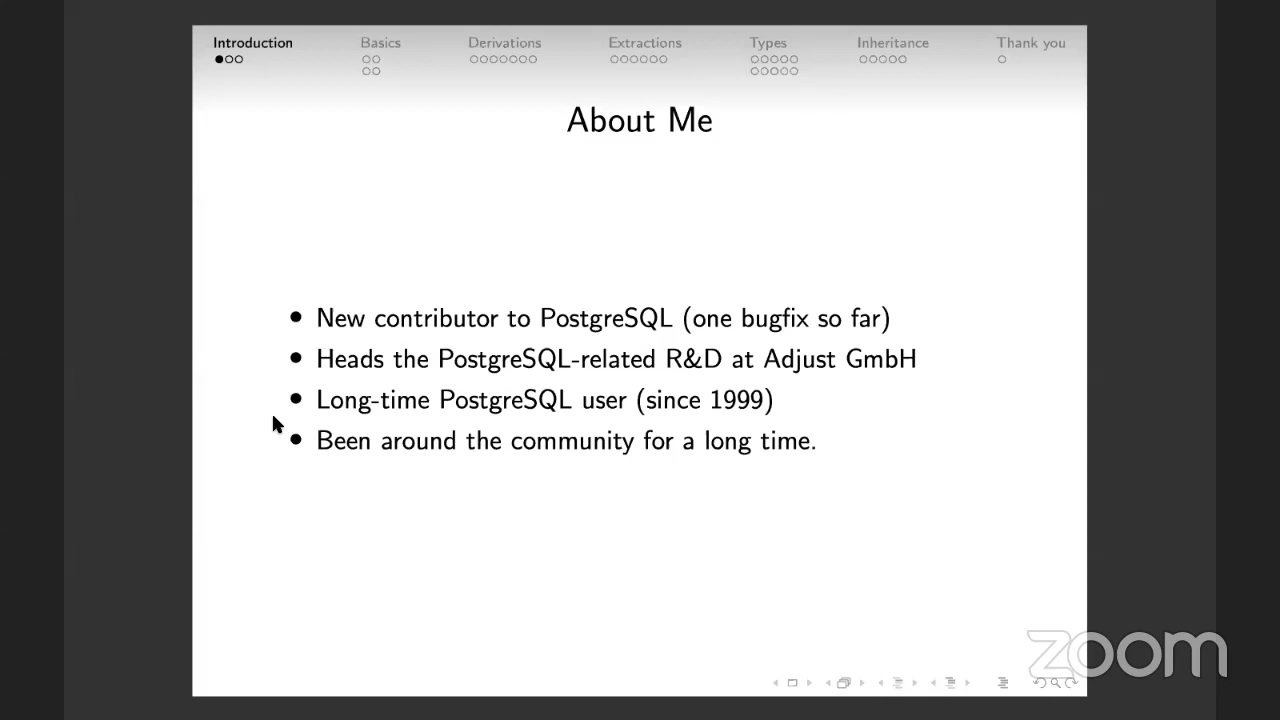 Introduction
Basics
Derivations
Extractions
Types
Inheritance
Thank you
About Me
New contributor to PostgreSQL (one bugfix so far)
Heads the PostgreSQL-related R&D at Adjust GmbH
Long-time PostgreSQL user (since 1999)
Been around the community for a long time.
zoom